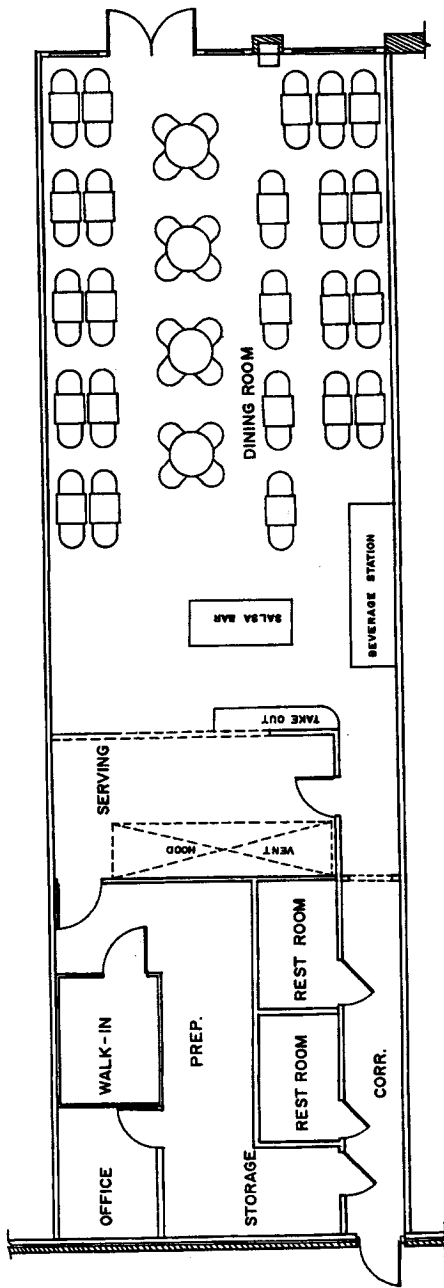 DINING ROOM
SALSA BAR
BEVERAGE STATION
TAKE OUT
SERVING
VENT
HOOD
WALK-IN
PREP.
REST ROOM
REST ROOM
OFFICE
STORAGE
CORR.